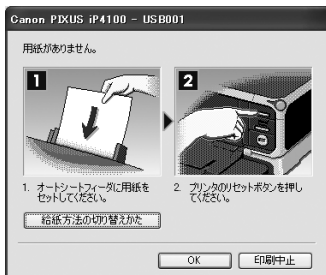 Canon PIXUS iP4100 - USB001
用紙がありません。
1
2
1. オートシートフィーダに用紙を
セットしてください。
2. プリンタのリセットボタンを押し
てください。
給紙方法の切り替えかた
OK
印刷中止